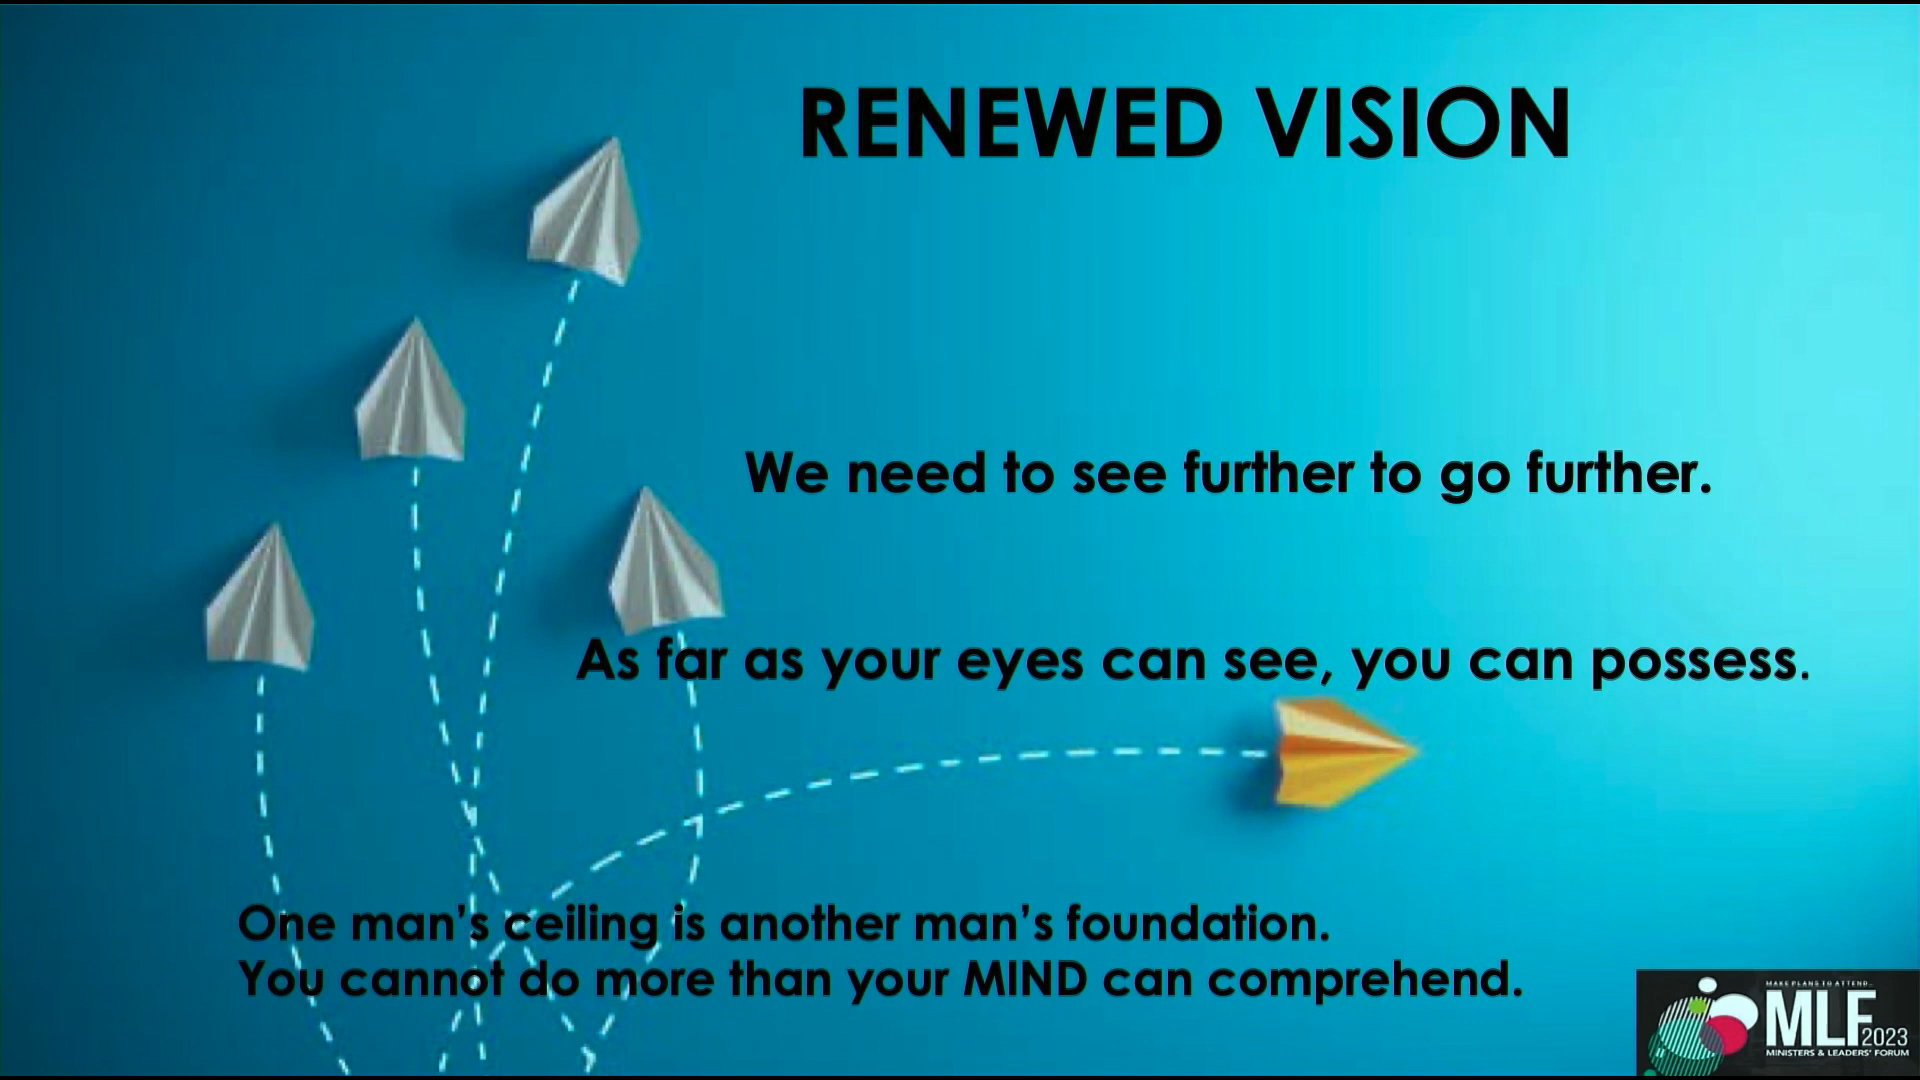 RENEWED VISION
We need to see further to go further.
As far as your eyes can see, you can possess.
One man's ceiling is another man's foundation.
You cannot do more than your MIND can comprehend.
MAKE PLANS TO ATTEND...
MLF2023
MINISTERS & LEADERS' FORUM